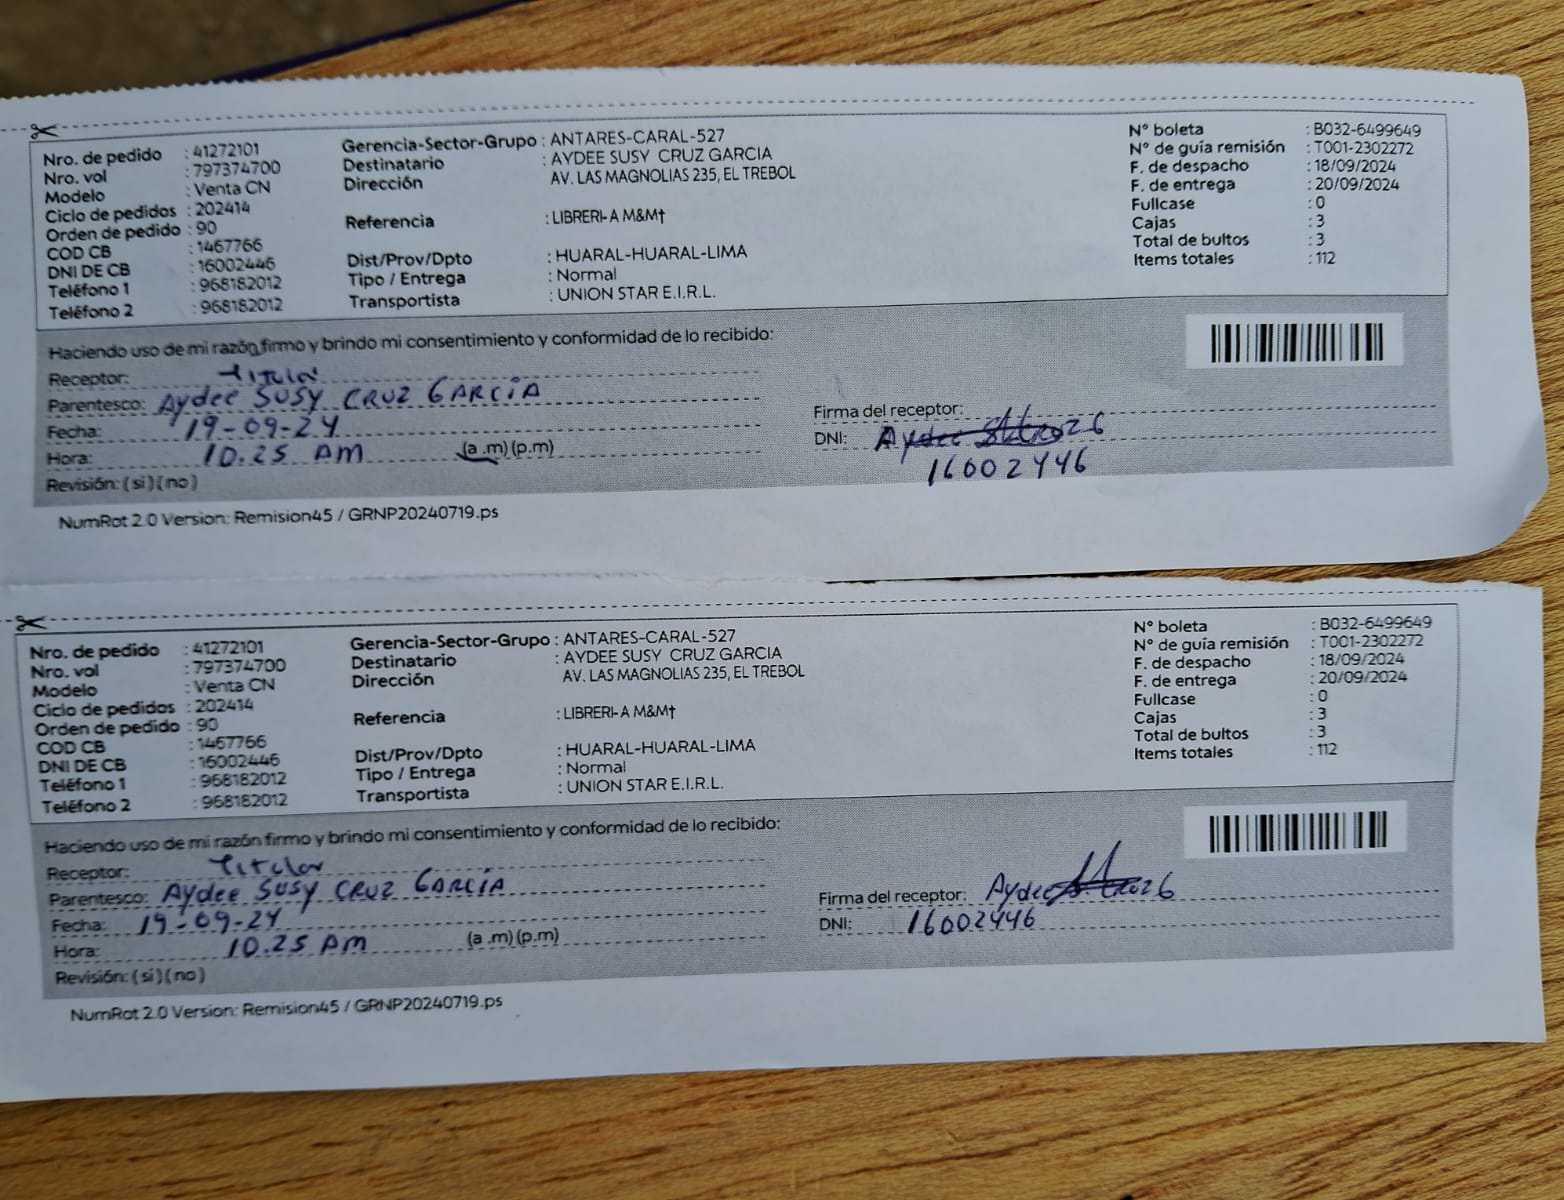 Nro. de pedido : 41272101
Nro. vol : 797374700
Modelo : Venta CN
Ciclo de pedidos : 202414
Orden de pedido : 90
COD CB : 1467766
DNI DE CB : 16002446
Teléfono 1 : 968182012
Teléfono 2 : 968182012
Gerencia-Sector-Grupo : ANTARES-CARAL-527
Destinatario : AYDEE SUSY CRUZ GARCIA
Dirección AV. LAS MAGNOLIAS 235, EL TREBOL
Referencia : LIBRERI-A M&M†
Dist/Prov/Dpto : HUARAL-HUARAL-LIMA
Tipo / Entrega : Normal
Transportista : UNION STAR E.I.R.L.
N° boleta : B032-6499649
N° de guía remisión : T001-2302272
F. de despacho : 18/09/2024
F. de entrega : 20/09/2024
Fullcase : 0
Cajas : 3
Total de bultos : 3
Items totales : 112
Haciendo uso de mi razón firmo y brindo mi consentimiento y conformidad de lo recibido:
Receptor: Titular
Parentesco: Aydee SUSY CRUZ GARCÍA
Fecha: 19-09-24
Hora: 10.25 AM (a .m) (p.m)
Revisión: ( si ) ( no )
Firma del receptor:
DNI: Aydee
16002446
NumRot 2.0 Version: Remision45 / GRNP20240719.ps
Nro. de pedido : 41272101
Nro. vol : 797374700
Modelo : Venta CN
Ciclo de pedidos : 202414
Orden de pedido : 90
COD CB : 1467766
DNI DE CB : 16002446
Teléfono 1 : 968182012
Teléfono 2 : 968182012
Gerencia-Sector-Grupo : ANTARES-CARAL-527
Destinatario : AYDEE SUSY CRUZ GARCIA
Dirección AV. LAS MAGNOLIAS 235, EL TREBOL
Referencia : LIBRERI-A M&M†
Dist/Prov/Dpto : HUARAL-HUARAL-LIMA
Tipo / Entrega : Normal
Transportista : UNION STAR E.I.R.L.
N° boleta : B032-6499649
N° de guía remisión : T001-2302272
F. de despacho : 18/09/2024
F. de entrega : 20/09/2024
Fullcase : 0
Cajas : 3
Total de bultos : 3
Items totales : 112
Haciendo uso de mi razón firmo y brindo mi consentimiento y conformidad de lo recibido:
Receptor: Titular
Parentesco: Aydee SUSY CRUZ GARCÍA
Fecha: 19-09-24
Hora: 10.25 AM (a .m) (p.m)
Revisión: ( si ) ( no )
Firma del receptor: Aydee
DNI: 16002446
NumRot 2.0 Version: Remision45 / GRNP20240719.ps